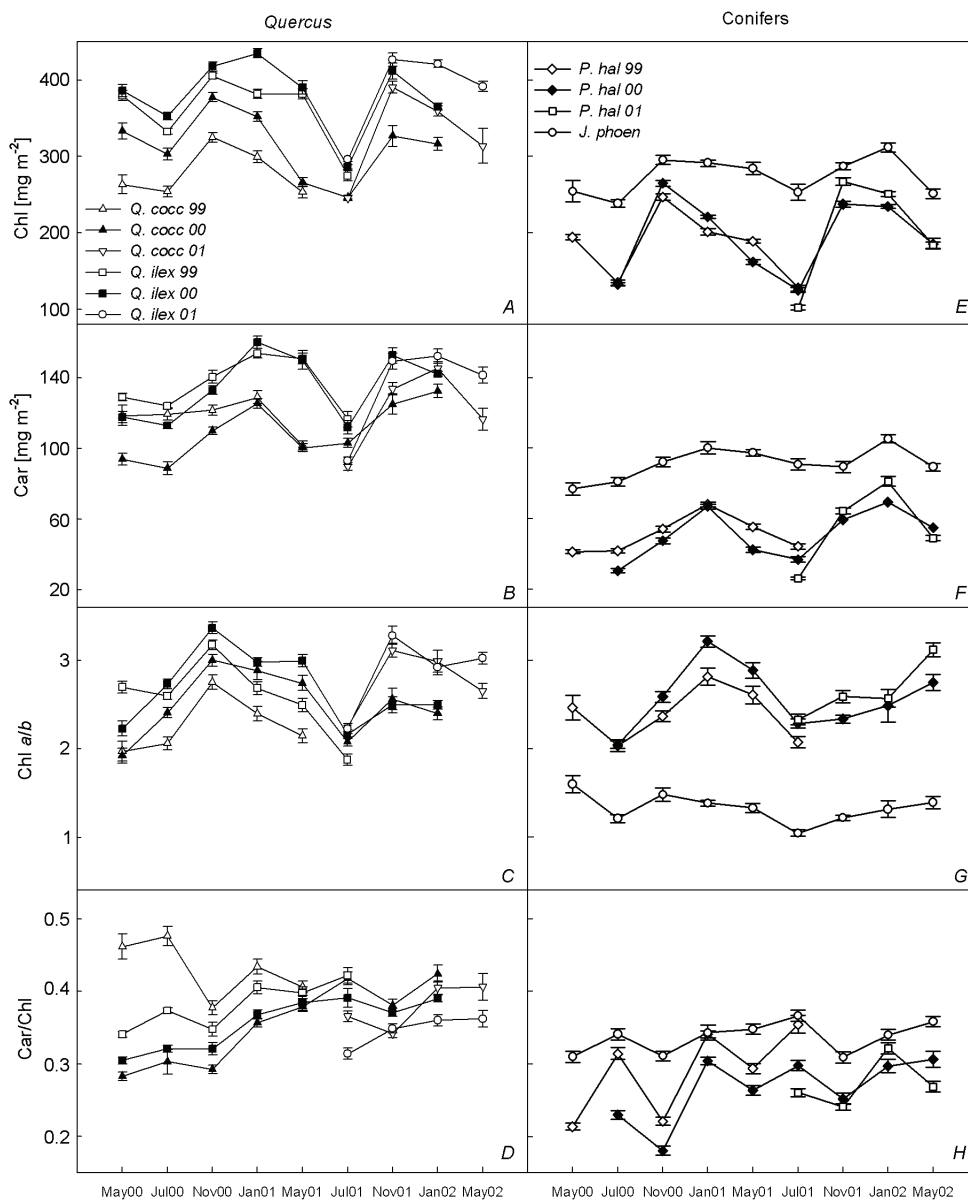 Quercus
Conifers
Chl [mg m-2]
400
300
200
100
Q. cocc 99
Q. cocc 00
Q. cocc 01
Q. ilex 99
Q. ilex 00
Q. ilex 01
A
P. hal 99
P. hal 00
P. hal 01
J. phoen
E
Car [mg m-2]
140
100
60
20
B
F
Chl a/b
3
2
1
C
G
Car/Chl
0.5
0.4
0.3
0.2
D
H
May00 Jul00 Nov00 Jan01 May01 Jul01 Nov01 Jan02 May02
May00 Jul00 Nov00 Jan01 May01 Jul01 Nov01 Jan02 May02